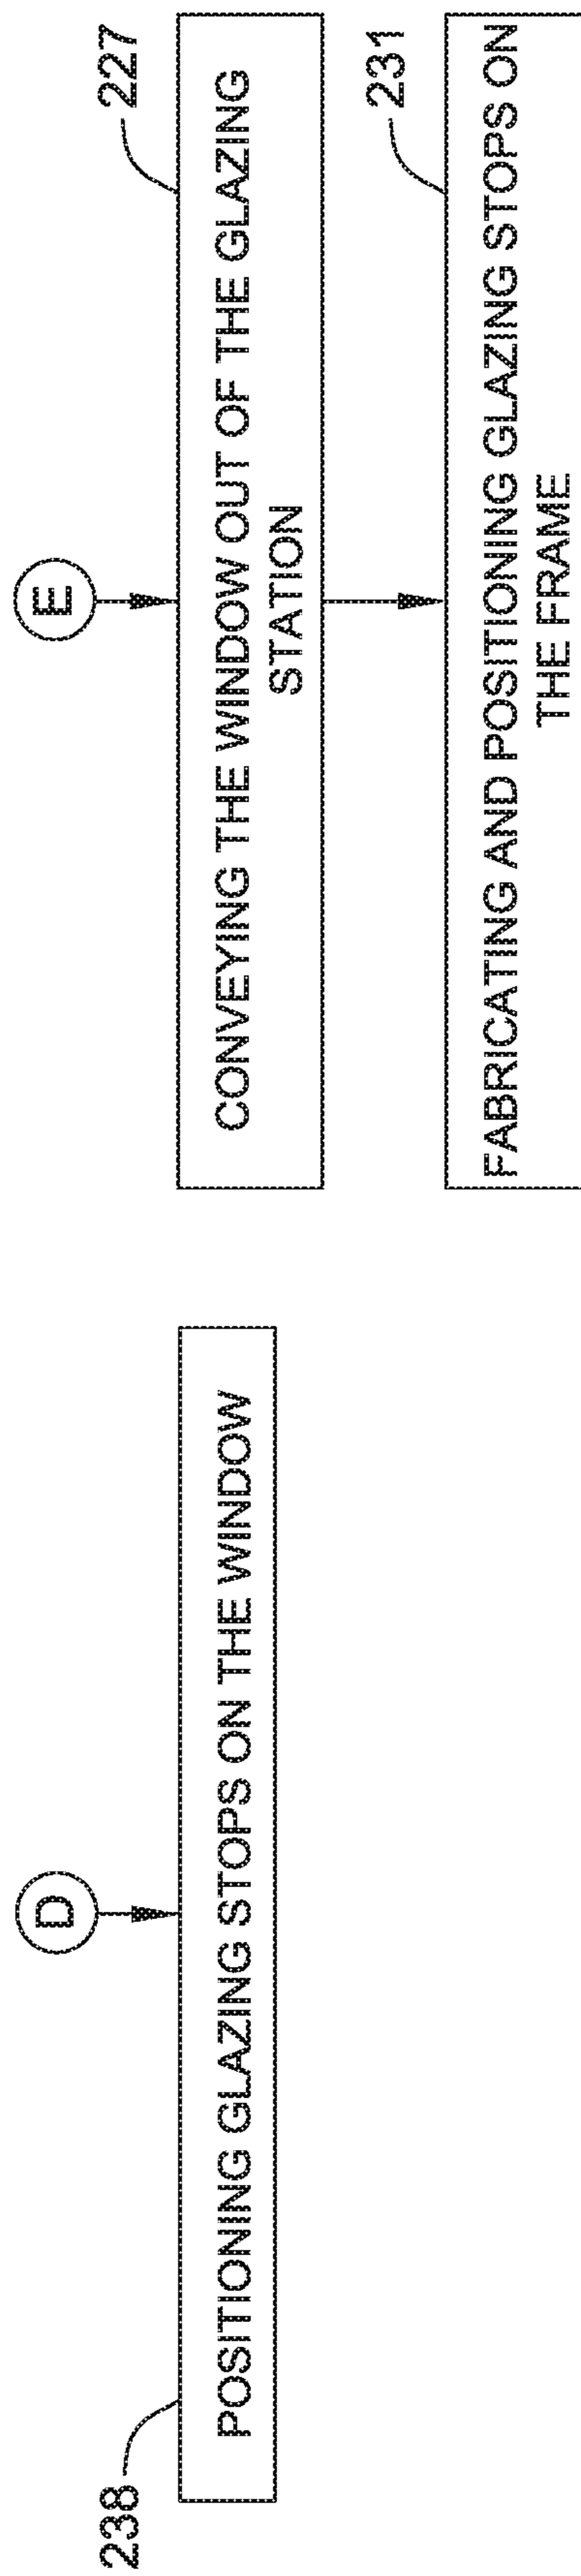 D
238
POSITIONING GLAZING STOPS ON THE WINDOW
E
227
CONVEYING THE WINDOW OUT OF THE GLAZING
STATION
231
FABRICATING AND POSITIONING GLAZING STOPS ON
THE FRAME